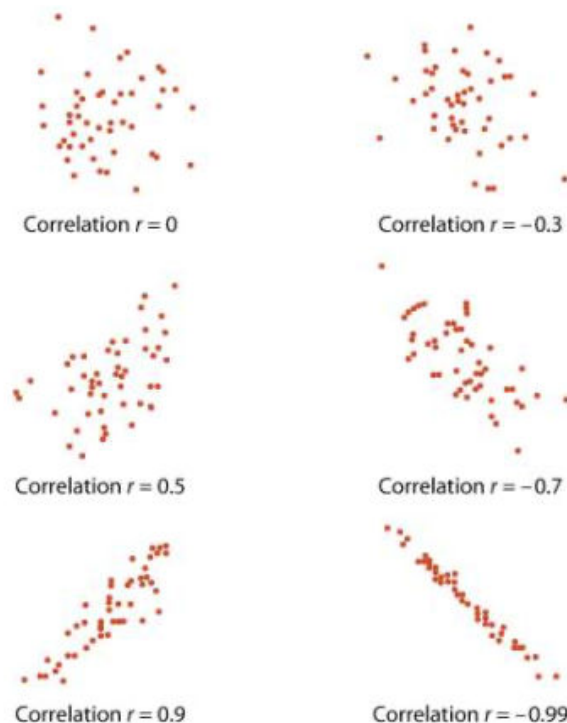 Correlation r = 0
Correlation r = –0.3
Correlation r = 0.5
Correlation r = –0.7
Correlation r = 0.9
Correlation r = –0.99